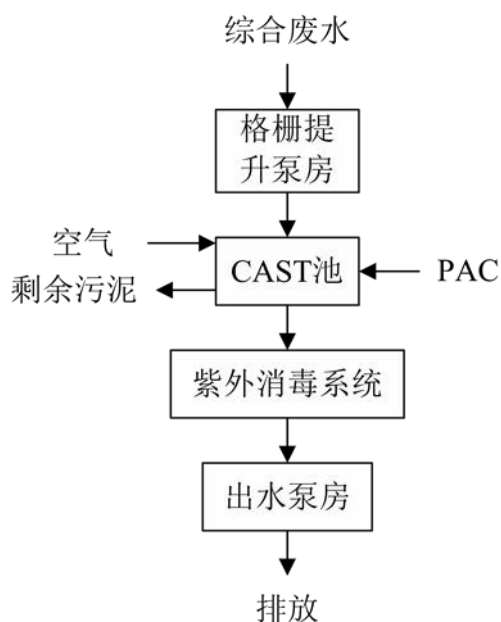 综合废水
格栅提
升泵房
空气
剩余污泥
CAST池
PAC
紫外消毒系统
出水泵房
排放